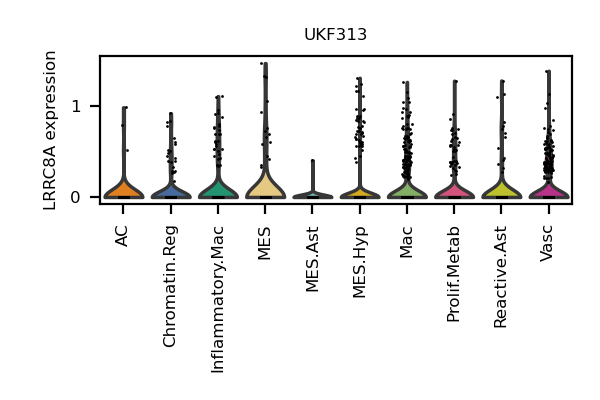 UKF313
LRRC8A expression
1
0
AC
Chromatin.Reg
Inflammatory.Mac
MES
MES.Ast
MES.Hyp
Mac
Prolif.Metab
Reactive.Ast
Vasc